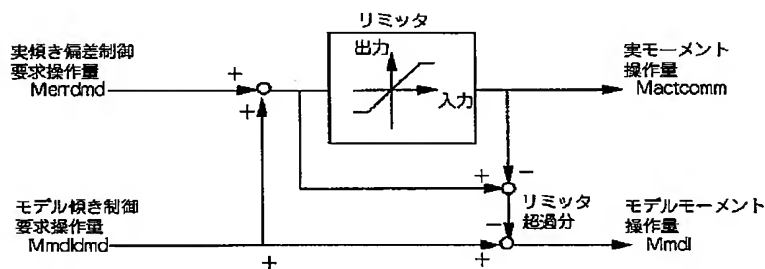 リミッタ
実傾き偏差制御
要求操作量
Merrdmd
+
+
出力
入力
実モーメント
操作量
Mactcomm
+
−
リミッタ
超過分
モデル傾き制御
要求操作量
Mmdldmd
+
−
+
モデルモーメント
操作量
Mmdl